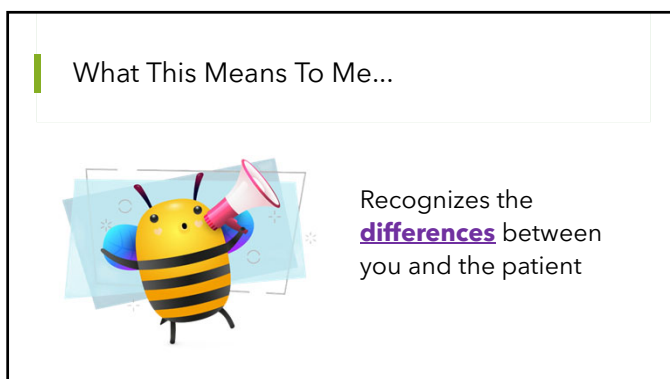 What This Means To Me...
Recognizes the
differences between
you and the patient